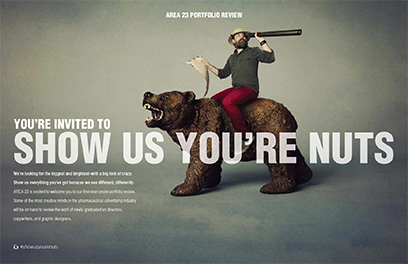 AREA 23 PORTFOLIO REVIEW
YOU'RE INVITED TO
SHOW US YOU'RE NUTS
We're looking for the biggest and brightest–with a big kick of crazy.
Show us everything you've got because we see different, differently.
AREA 23 is excited to welcome you to our first-ever onsite portfolio review.
Some of the most creative minds in the pharmaceutical advertising industry
will be on hand to review the work of newly graduated art directors,
copywriters, and graphic designers.